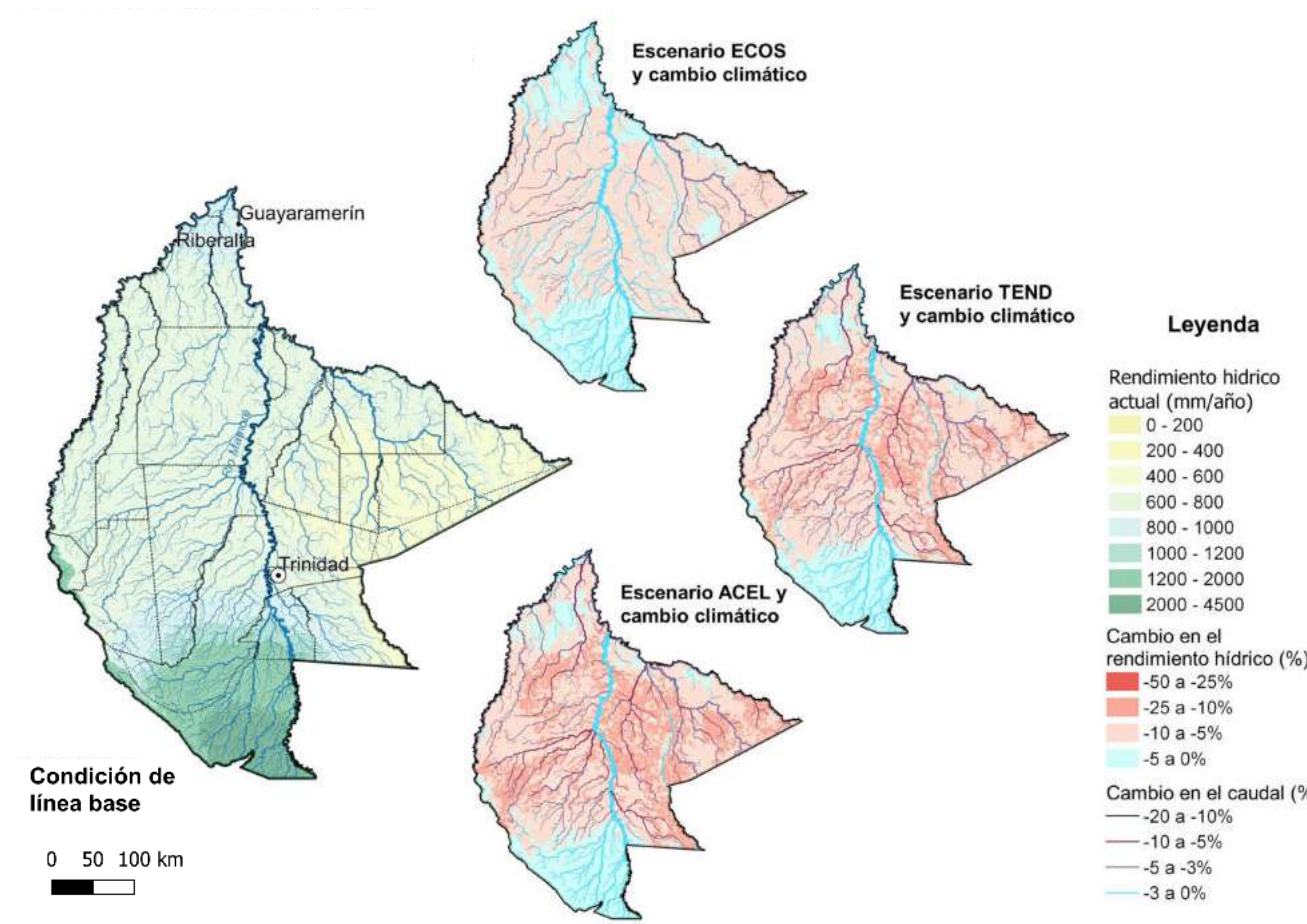 Escenario ECOS
y cambio climático
Guayaramerín
Riberalta
Escenario TEND
y cambio climático
Río Mamoré
Trinidad
Escenario ACEL y
cambio climático
Condición de
línea base
0 50 100 km
Leyenda
Rendimiento hidrico
actual (mm/año)
0 - 200
200 - 400
400 - 600
600 - 800
800 - 1000
1000 - 1200
1200 - 2000
2000 - 4500
Cambio en el
rendimiento hídrico (%)
-50 a -25%
-25 a -10%
-10 a -5%
-5 a 0%
Cambio en el caudal (%
-20 a -10%
-10 a -5%
-5 a -3%
-3 a 0%